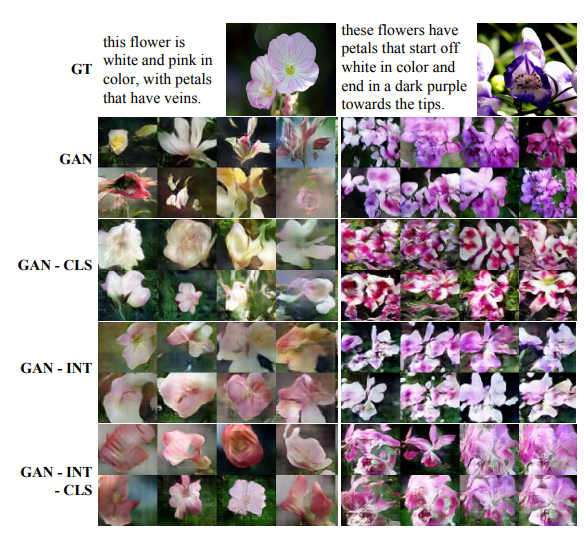 GT
this flower is
white and pink in
color, with petals
that have veins.
these flowers have
petals that start off
white in color and
end in a dark purple
towards the tips.
GAN
GAN - CLS
GAN - INT
GAN - INT
- CLS